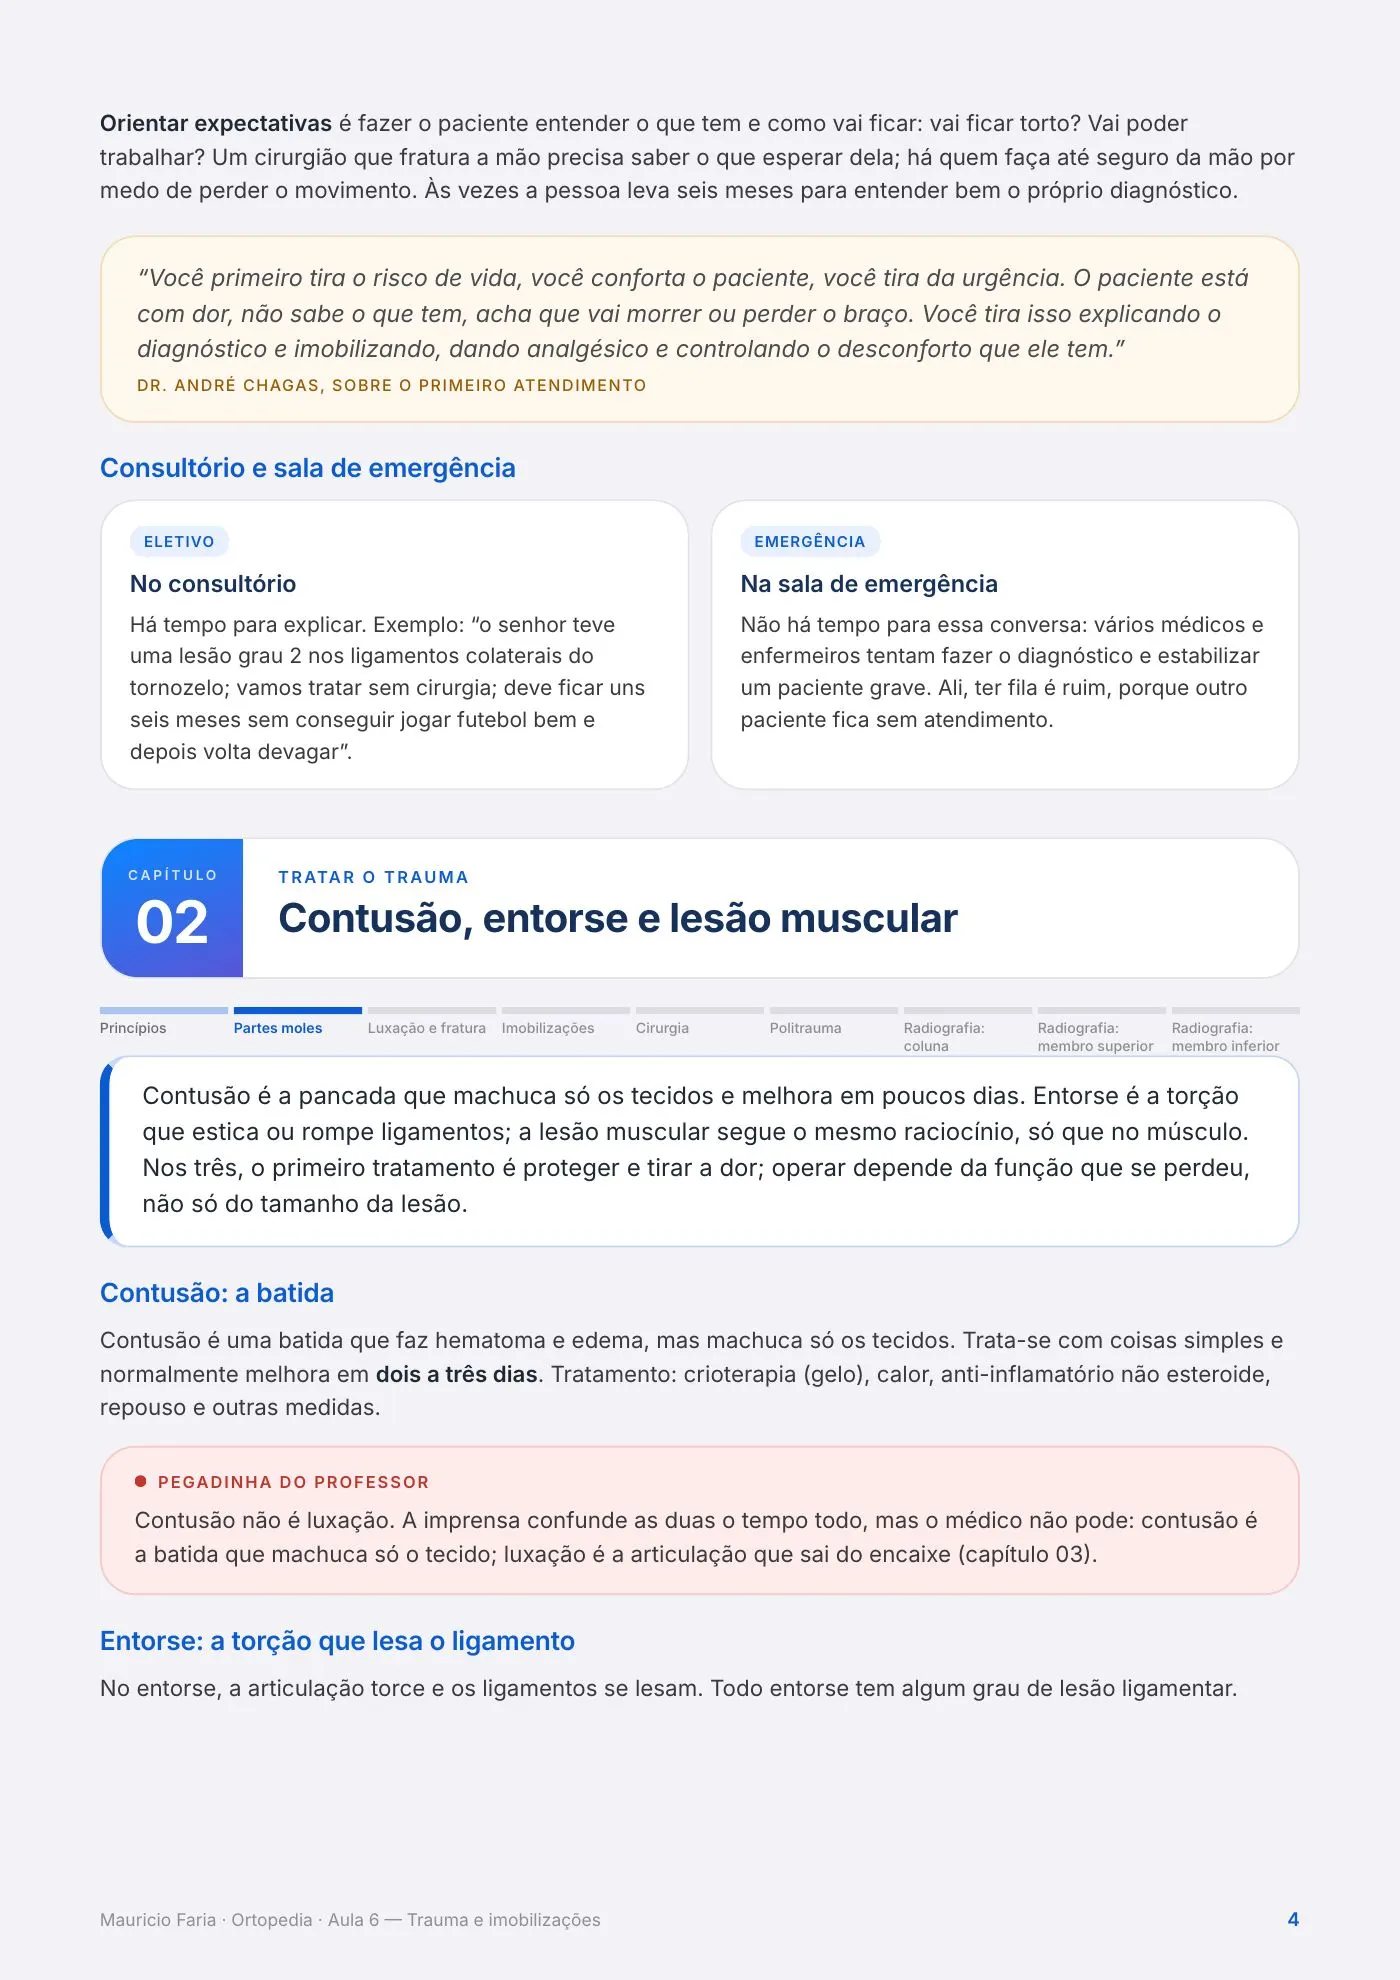 Orientar expectativas é fazer o paciente entender o que tem e como vai ficar: vai ficar torto? Vai poder
trabalhar? Um cirurgião que fratura a mão precisa saber o que esperar dela; há quem faça até seguro da mão por
medo de perder o movimento. Às vezes a pessoa leva seis meses para entender bem o próprio diagnóstico.
“Você primeiro tira o risco de vida, você conforta o paciente, você tira da urgência. O paciente está
com dor, não sabe o que tem, acha que vai morrer ou perder o braço. Você tira isso explicando o
diagnóstico e imobilizando, dando analgésico e controlando o desconforto que ele tem.”
DR. ANDRÉ CHAGAS, SOBRE O PRIMEIRO ATENDIMENTO
Consultório e sala de emergência
ELETIVO
No consultório
Há tempo para explicar. Exemplo: “o senhor teve
uma lesão grau 2 nos ligamentos colaterais do
tornozelo; vamos tratar sem cirurgia; deve ficar uns
seis meses sem conseguir jogar futebol bem e
depois volta devagar”.
EMERGÊNCIA
Na sala de emergência
Não há tempo para essa conversa: vários médicos e
enfermeiros tentam fazer o diagnóstico e estabilizar
um paciente grave. Ali, ter fila é ruim, porque outro
paciente fica sem atendimento.
CAPÍTULO
02
TRATAR O TRAUMA
Contusão, entorse e lesão muscular
Princípios
Partes moles
Luxação e fratura
Imobilizações
Cirurgia
Politrauma
Radiografia:
coluna
Radiografia:
membro superior
Radiografia:
membro inferior
Contusão é a pancada que machuca só os tecidos e melhora em poucos dias. Entorse é a torção
que estica ou rompe ligamentos; a lesão muscular segue o mesmo raciocínio, só que no músculo.
Nos três, o primeiro tratamento é proteger e tirar a dor; operar depende da função que se perdeu,
não só do tamanho da lesão.
Contusão: a batida
Contusão é uma batida que faz hematoma e edema, mas machuca só os tecidos. Trata-se com coisas simples e
normalmente melhora em dois a três dias. Tratamento: crioterapia (gelo), calor, anti-inflamatório não esteroide,
repouso e outras medidas.
PEGADINHA DO PROFESSOR
Contusão não é luxação. A imprensa confunde as duas o tempo todo, mas o médico não pode: contusão é
a batida que machuca só o tecido; luxação é a articulação que sai do encaixe (capítulo 03).
Entorse: a torção que lesa o ligamento
No entorse, a articulação torce e os ligamentos se lesam. Todo entorse tem algum grau de lesão ligamentar.
Mauricio Faria · Ortopedia · Aula 6 — Trauma e imobilizações
4